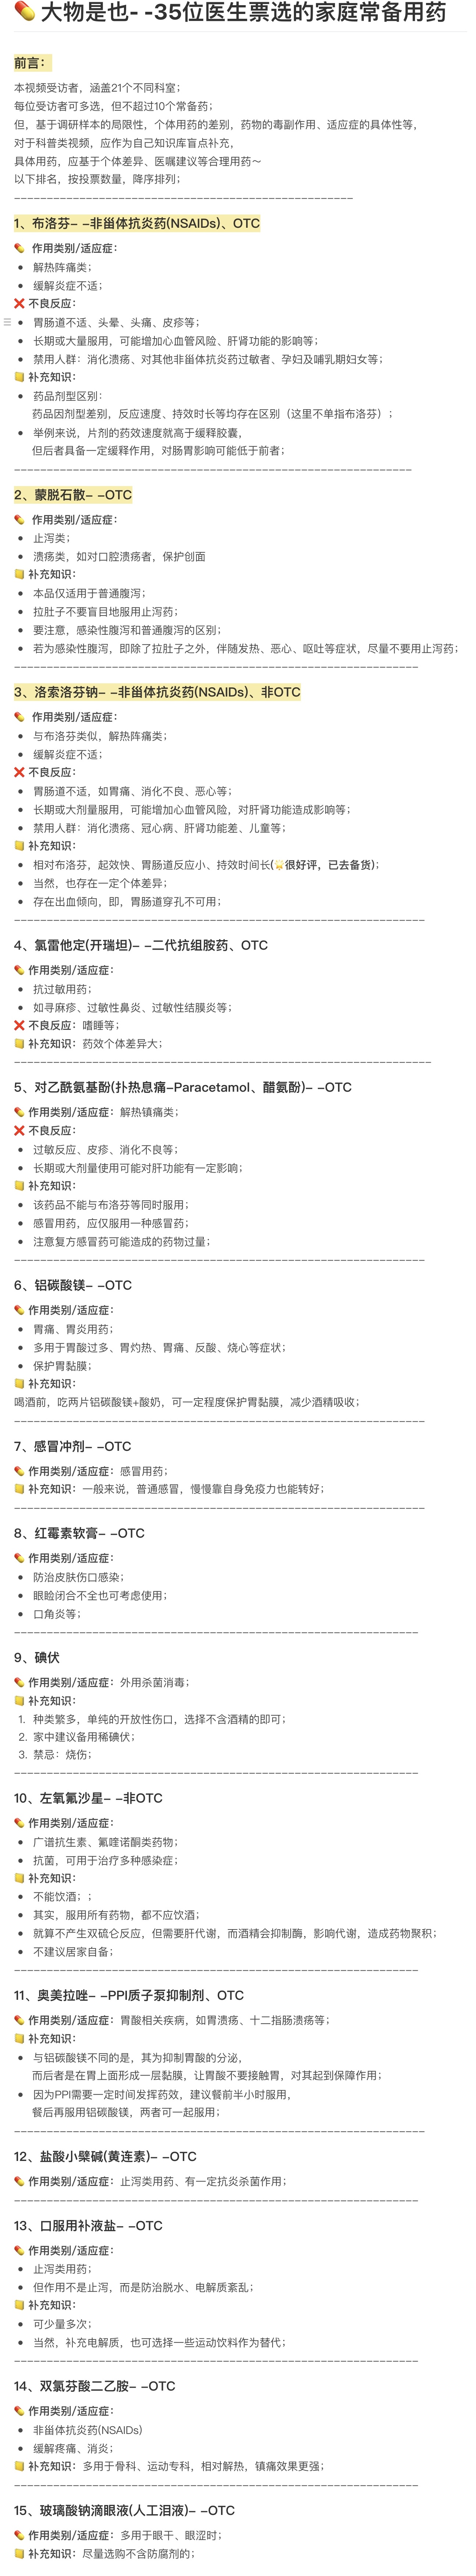 大物是也- -35位医生票选的家庭常备用药
前言：
本视频受访者，涵盖21个不同科室；
每位受访者可多选，但不超过10个常备药；
但，基于调研样本的局限性，个体用药的差别，药物的毒副作用、适应症的具体性等，
对于科普类视频，应作为自己知识库盲点补充，
具体用药，应基于个体差异、医嘱建议等合理用药～
以下排名，按投票数量，降序排列；
1、布洛芬- -非甾体抗炎药(NSAIDs)、OTC
作用类别/适应症：
解热阵痛类；
缓解炎症不适；
不良反应：
胃肠道不适、头晕、头痛、皮疹等；
长期或大量服用，可能增加心血管风险、肝肾功能的影响等；
禁用人群：消化溃疡、对其他非甾体抗炎药过敏者、孕妇及哺乳期妇女等；
补充知识：
药品剂型区别：
药品因剂型差别，反应速度、持效时长等均存在区别（这里不单指布洛芬）；
举例来说，片剂的药效速度就高于缓释胶囊，
但后者具备一定缓释作用，对肠胃影响可能低于前者；
2、蒙脱石散- -OTC
作用类别/适应症：
止泻类；
溃疡类，如对口腔溃疡者，保护创面
补充知识：
本品仅适用于普通腹泻；
拉肚子不要盲目地服用止泻药；
要注意，感染性腹泻和普通腹泻的区别；
若为感染性腹泻，即除了拉肚子之外，伴随发热、恶心、呕吐等症状，尽量不要用止泻药；
3、洛索洛芬钠- -非甾体抗炎药(NSAIDs)、非OTC
作用类别/适应症：
与布洛芬类似，解热阵痛类；
缓解炎症不适；
不良反应：
胃肠道不适，如胃痛、消化不良、恶心等；
长期或大剂量服用，可能增加心血管风险，对肝肾功能造成影响等；
禁用人群：消化溃疡、冠心病、肝肾功能差、儿童等；
补充知识：
相对布洛芬，起效快、胃肠道反应小、持效时间长(很好评，已去备货)；
当然，也存在一定个体差异；
存在出血倾向，即，胃肠道穿孔不可用；
4、氯雷他定(开瑞坦)- -二代抗组胺药、OTC
作用类别/适应症：
抗过敏用药；
如寻麻疹、过敏性鼻炎、过敏性结膜炎等；
不良反应：嗜睡等；
补充知识：药效个体差异大；
5、对乙酰氨基酚(扑热息痛-Paracetamol、醋氨酚)- -OTC
作用类别/适应症：解热镇痛类；
不良反应：
过敏反应、皮疹、消化不良等；
长期或大剂量使用可能对肝功能有一定影响；
补充知识：
该药品不能与布洛芬等同时服用；
感冒用药，应仅服用一种感冒药；
注意复方感冒药可能造成的药物过量；
6、铝碳酸镁- -OTC
作用类别/适应症：
胃痛、胃炎用药；
多用于胃酸过多、胃灼热、胃痛、反酸、烧心等症状；
保护胃黏膜；
补充知识：
喝酒前，吃两片铝碳酸镁+酸奶，可一定程度保护胃黏膜，减少酒精吸收；
7、感冒冲剂- -OTC
作用类别/适应症：感冒用药；
补充知识：一般来说，普通感冒，慢慢靠自身免疫力也能转好；
8、红霉素软膏- -OTC
作用类别/适应症：
防治皮肤伤口感染；
眼睑闭合不全也可考虑使用；
口角炎等；
9、碘伏
作用类别/适应症：外用杀菌消毒；
补充知识：
1. 种类繁多，单纯的开放性伤口，选择不含酒精的即可；
2. 家中建议备用稀碘伏；
3. 禁忌：烧伤；
10、左氧氟沙星- -非OTC
作用类别/适应症：
广谱抗生素、氟喹诺酮类药物；
抗菌，可用于治疗多种感染症；
补充知识：
不能饮酒；；
其实，服用所有药物，都不应饮酒；
就算不产生双硫仑反应，但需要肝代谢，而酒精会抑制酶，影响代谢，造成药物聚积；
不建议居家自备；
11、奥美拉唑- -PPI质子泵抑制剂、OTC
作用类别/适应症：胃酸相关疾病，如胃溃疡、十二指肠溃疡等；
补充知识：
与铝碳酸镁不同的是，其为抑制胃酸的分泌，
而后者是在胃上面形成一层黏膜，让胃酸不要接触胃，对其起到保障作用；
因为PPI需要一定时间发挥药效，建议餐前半小时服用，
餐后再服用铝碳酸镁，两者可一起服用；
12、盐酸小檗碱(黄连素)- -OTC
作用类别/适应症：止泻类用药、有一定抗炎杀菌作用；
13、口服用补液盐- -OTC
作用类别/适应症：
止泻类用药；
但作用不是止泻，而是防治脱水、电解质紊乱；
补充知识：
可少量多次；
当然，补充电解质，也可选择一些运动饮料作为替代；
14、双氯芬酸二乙胺- -OTC
作用类别/适应症：
非甾体抗炎药(NSAIDs)
缓解疼痛、消炎；
补充知识：多用于骨科、运动专科，相对解热，镇痛效果更强；
15、玻璃酸钠滴眼液(人工泪液)- -OTC
作用类别/适应症：多用于眼干、眼涩时；
补充知识：尽量选购不含防腐剂的；